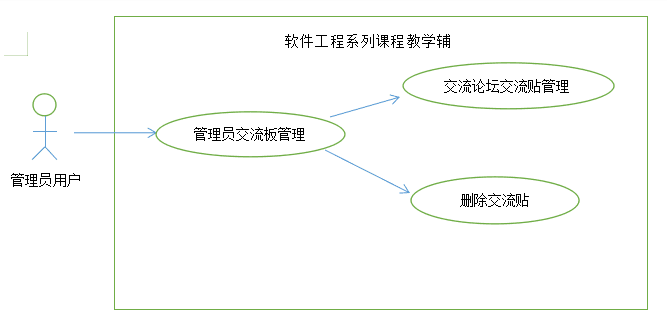 软件工程系列课程教学辅
交流论坛交流贴管理
管理员交流板管理
管理员用户
删除交流贴